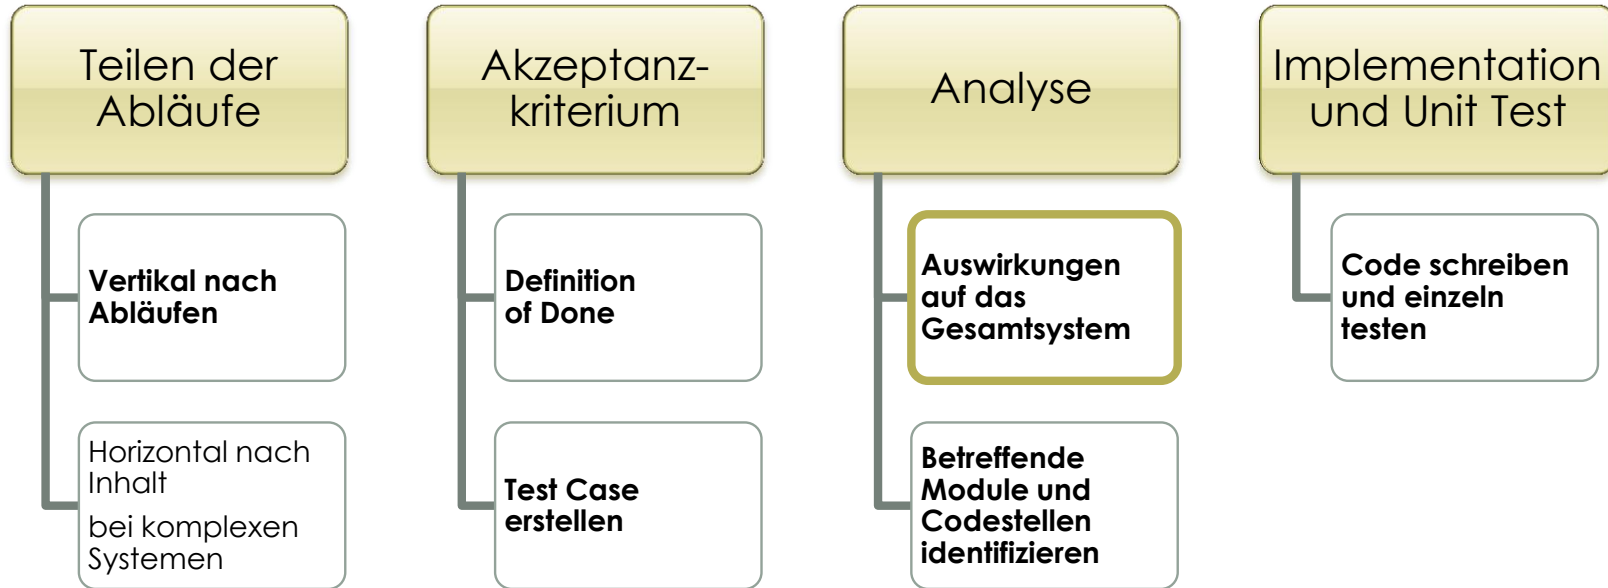 Teilen der
Abläufe
Vertikal nach
Abläufen
Horizontal nach
Inhalt
bei komplexen
Systemen
Akzeptanz-
kriterium
Definition
of Done
Test Case
erstellen
Analyse
Auswirkungen
auf das
Gesamtsystem
Betreffende
Module und
Codestellen
identifizieren
Implementation
und Unit Test
Code schreiben
und einzeln
testen